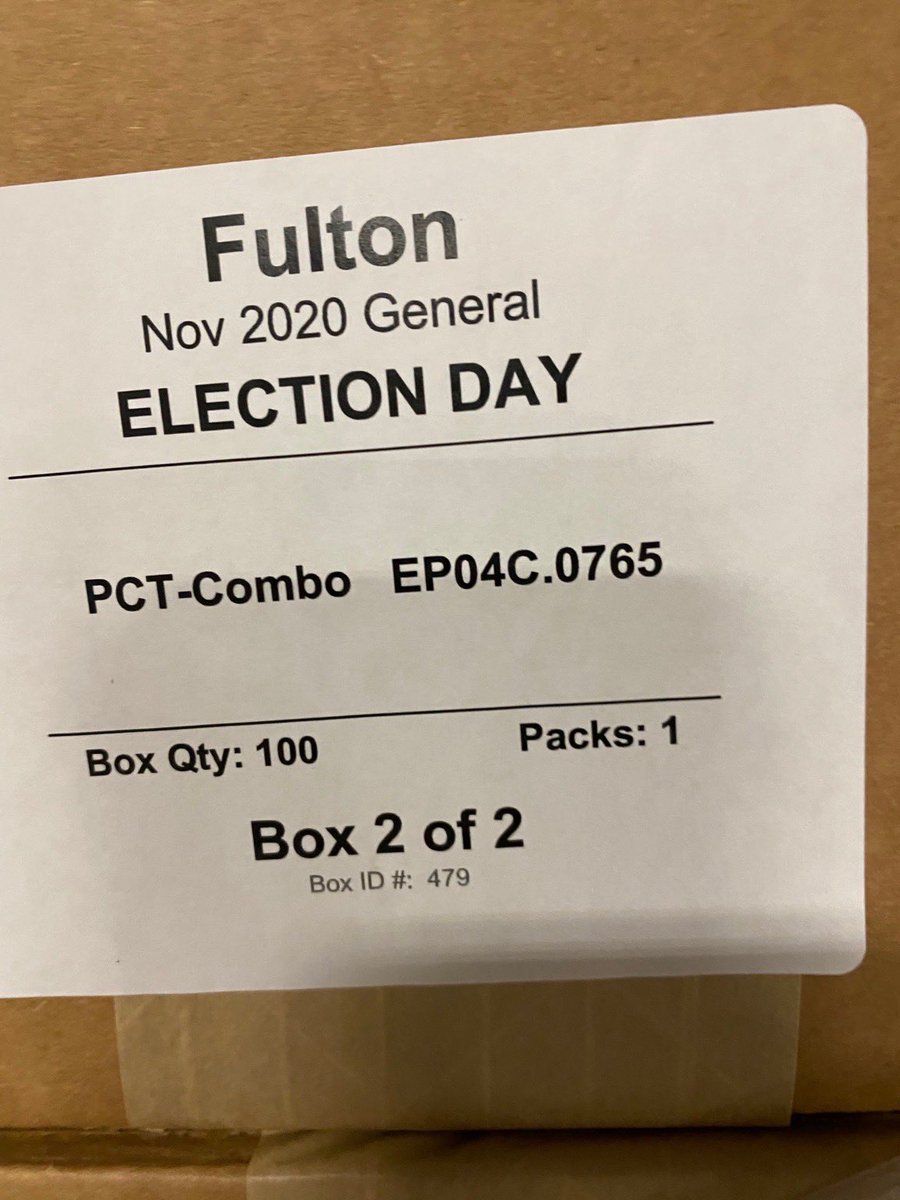 Fulton
Nov 2020 General
ELECTION DAY
PCT-Combo EP04C.0765
Box Qty: 100 Packs: 1
Box 2 of 2
Box ID #: 479